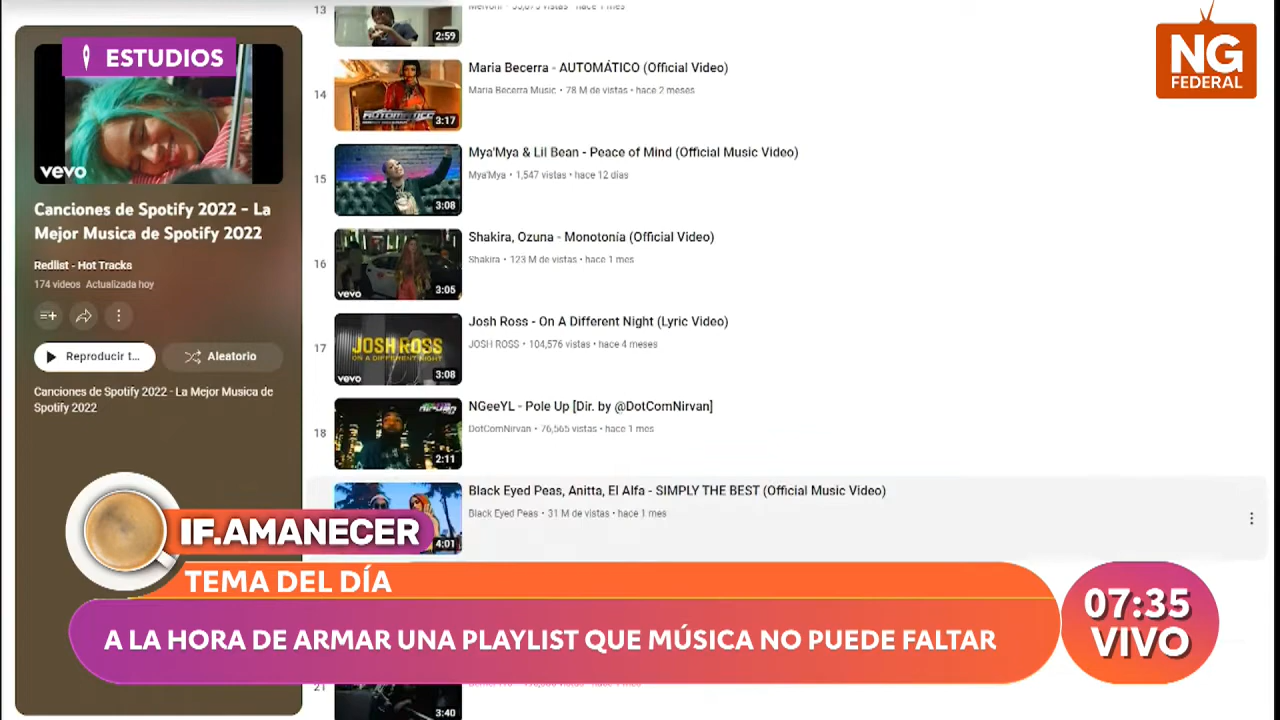 ESTUDIOS
vevo
Canciones de Spotify 2022 - La
Mejor Musica de Spotify 2022
Redlist - Hot Tracks
174 videos Actualizada hoy
Reproducir t...
Aleatorio
Canciones de Spotify 2022 - La Mejor Musica de
Spotify 2022
13
2:59
14
AUTOMATICO
3:17
Maria Becerra - AUTOMÁTICO (Official Video)
Maria Becerra Music • 78 M de vistas • hace 2 meses
15
3:08
Mya'Mya & Lil Bean - Peace of Mind (Official Music Video)
Mya'Mya • 1,547 vistas • hace 12 días
16
vevo
3:05
Shakira, Ozuna - Monotonía (Official Video)
Shakira • 123 M de vistas • hace 1 mes
17
JOSH ROSS
ON A DIFFERENT NIGHT
vevo
3:08
Josh Ross - On A Different Night (Lyric Video)
JOSH ROSS • 104,576 vistas • hace 4 meses
18
2:11
NGeeYL - Pole Up [Dir. by @DotComNirvan]
DotComNirvan • 76,565 vistas • hace 1 mes
4:01
Black Eyed Peas, Anitta, El Alfa - SIMPLY THE BEST (Official Music Video)
Black Eyed Peas • 31 M de vistas • hace 1 mes
21
3:40
NG
FEDERAL
IF.AMANECER
TEMA DEL DÍA
A LA HORA DE ARMAR UNA PLAYLIST QUE MÚSICA NO PUEDE FALTAR
07:35
VIVO